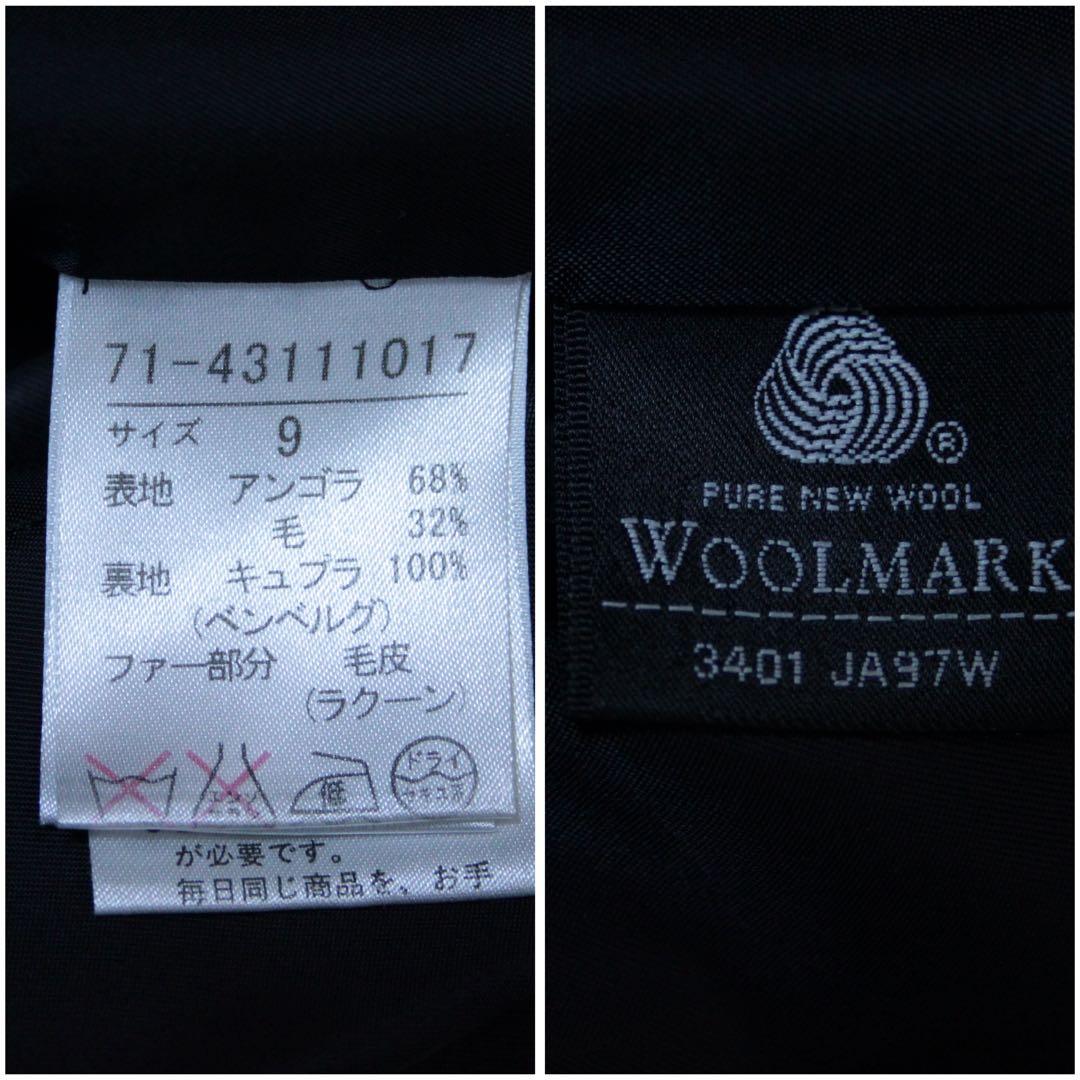 71-43111017
サイズ 9
表地 アンゴラ 68%
毛 32%
裏地 キュプラ 100%
(ベンベルグ)
ファー部分 毛皮
(ラクーン)
ドライ
が必要です。
毎日同じ商品を、お手
®
PURE NEW WOOL
WOOLMARK
3401 JA97W